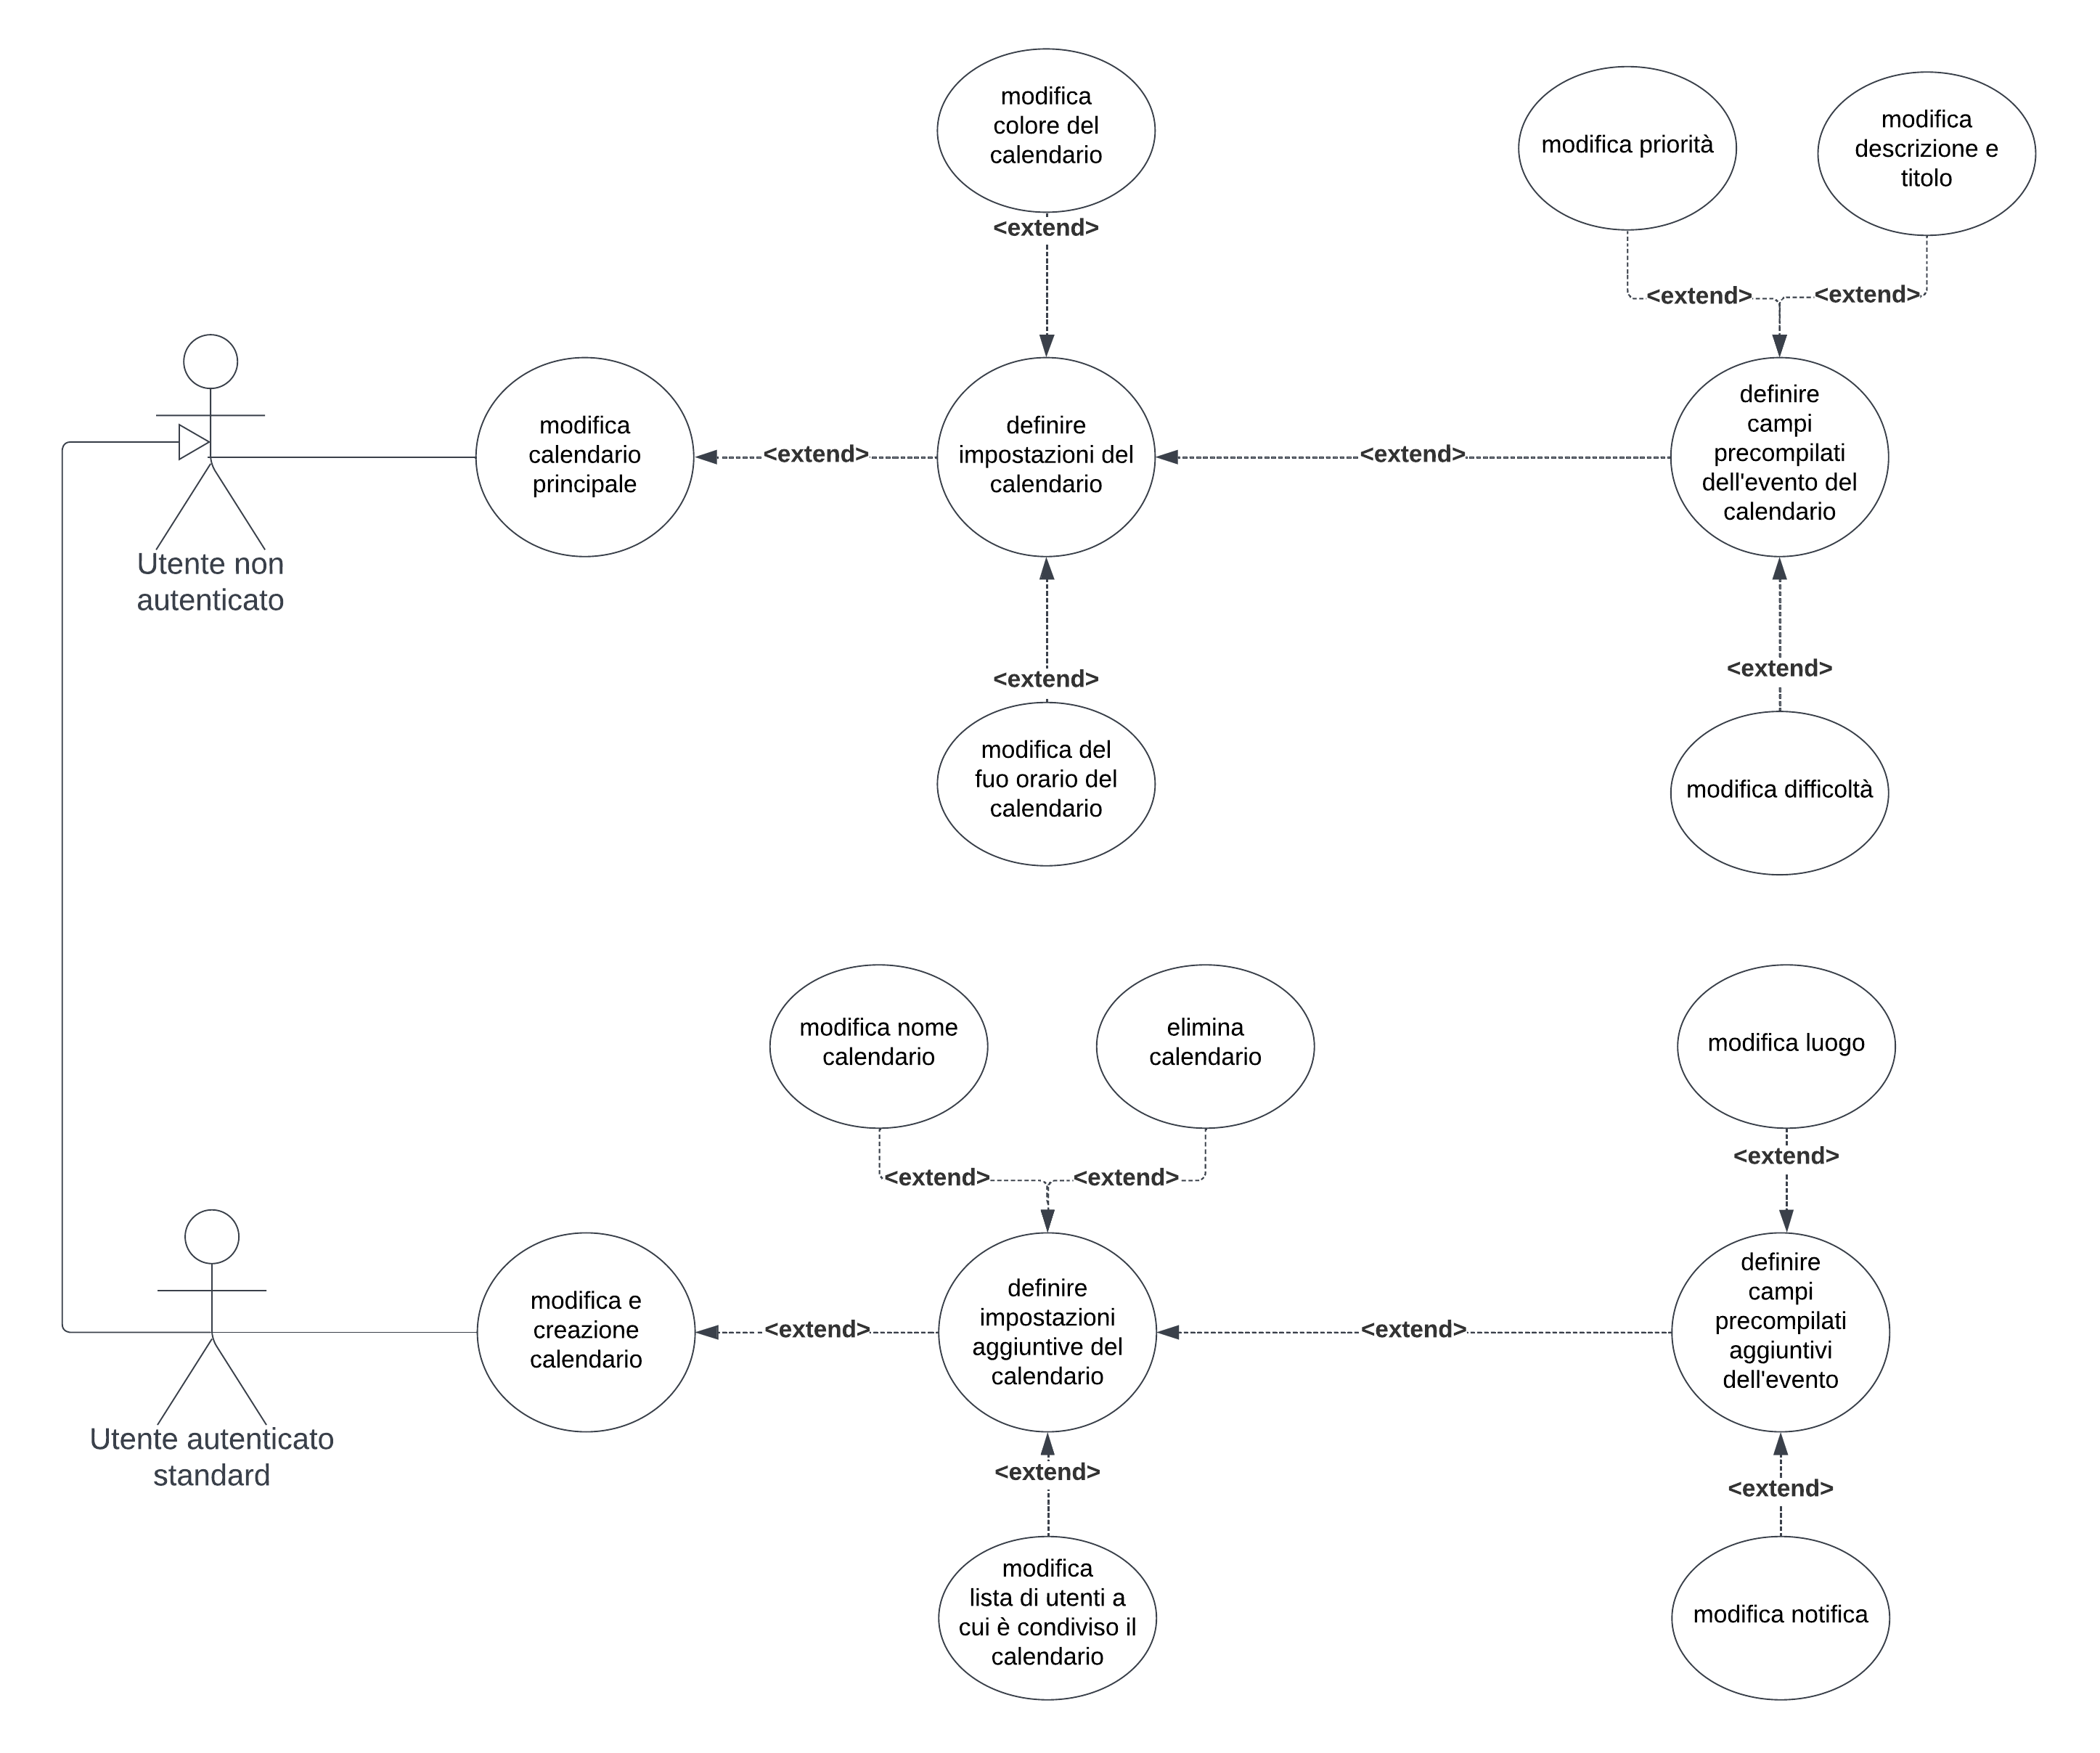 modifica
colore del
calendario
<extend>
modifica priorità
modifica
descrizione e
titolo
<extend>
<extend>
Utente non
autenticato
modifica
calendario
principale
<extend>
definire
impostazioni del
calendario
<extend>
definire
campi
precompilati
dell'evento del
calendario
<extend>
modifica del
fuo orario del
calendario
<extend>
modifica difficoltà
modifica nome
calendario
elimina
calendario
<extend>
<extend>
modifica luogo
<extend>
Utente autenticato
standard
modifica e
creazione
calendario
<extend>
definire
impostazioni
aggiuntive del
calendario
<extend>
definire
campi
precompilati
aggiuntivi
dell'evento
<extend>
modifica
lista di utenti a
cui è condiviso il
calendario
<extend>
modifica notifica